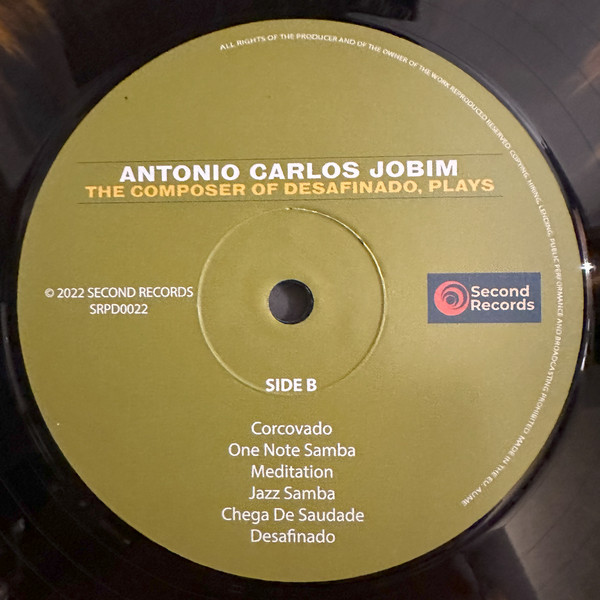 ALL RIGHTS OF THE PRODUCER AND OF THE OWNER OF THE WORK REPRODUCED RESERVED. COPYING, HIRING, LENDING, PUBLIC PERFORMANCE AND BROADCASTING PROHIBITED. MADE IN THE EU.
ANTONIO CARLOS JOBIM
THE COMPOSER OF DESAFINADO, PLAYS
© 2022 SECOND RECORDS
SRPD0022
Second
Records
SIDE B
Corcovado
One Note Samba
Meditation
Jazz Samba
Chega De Saudade
Desafinado